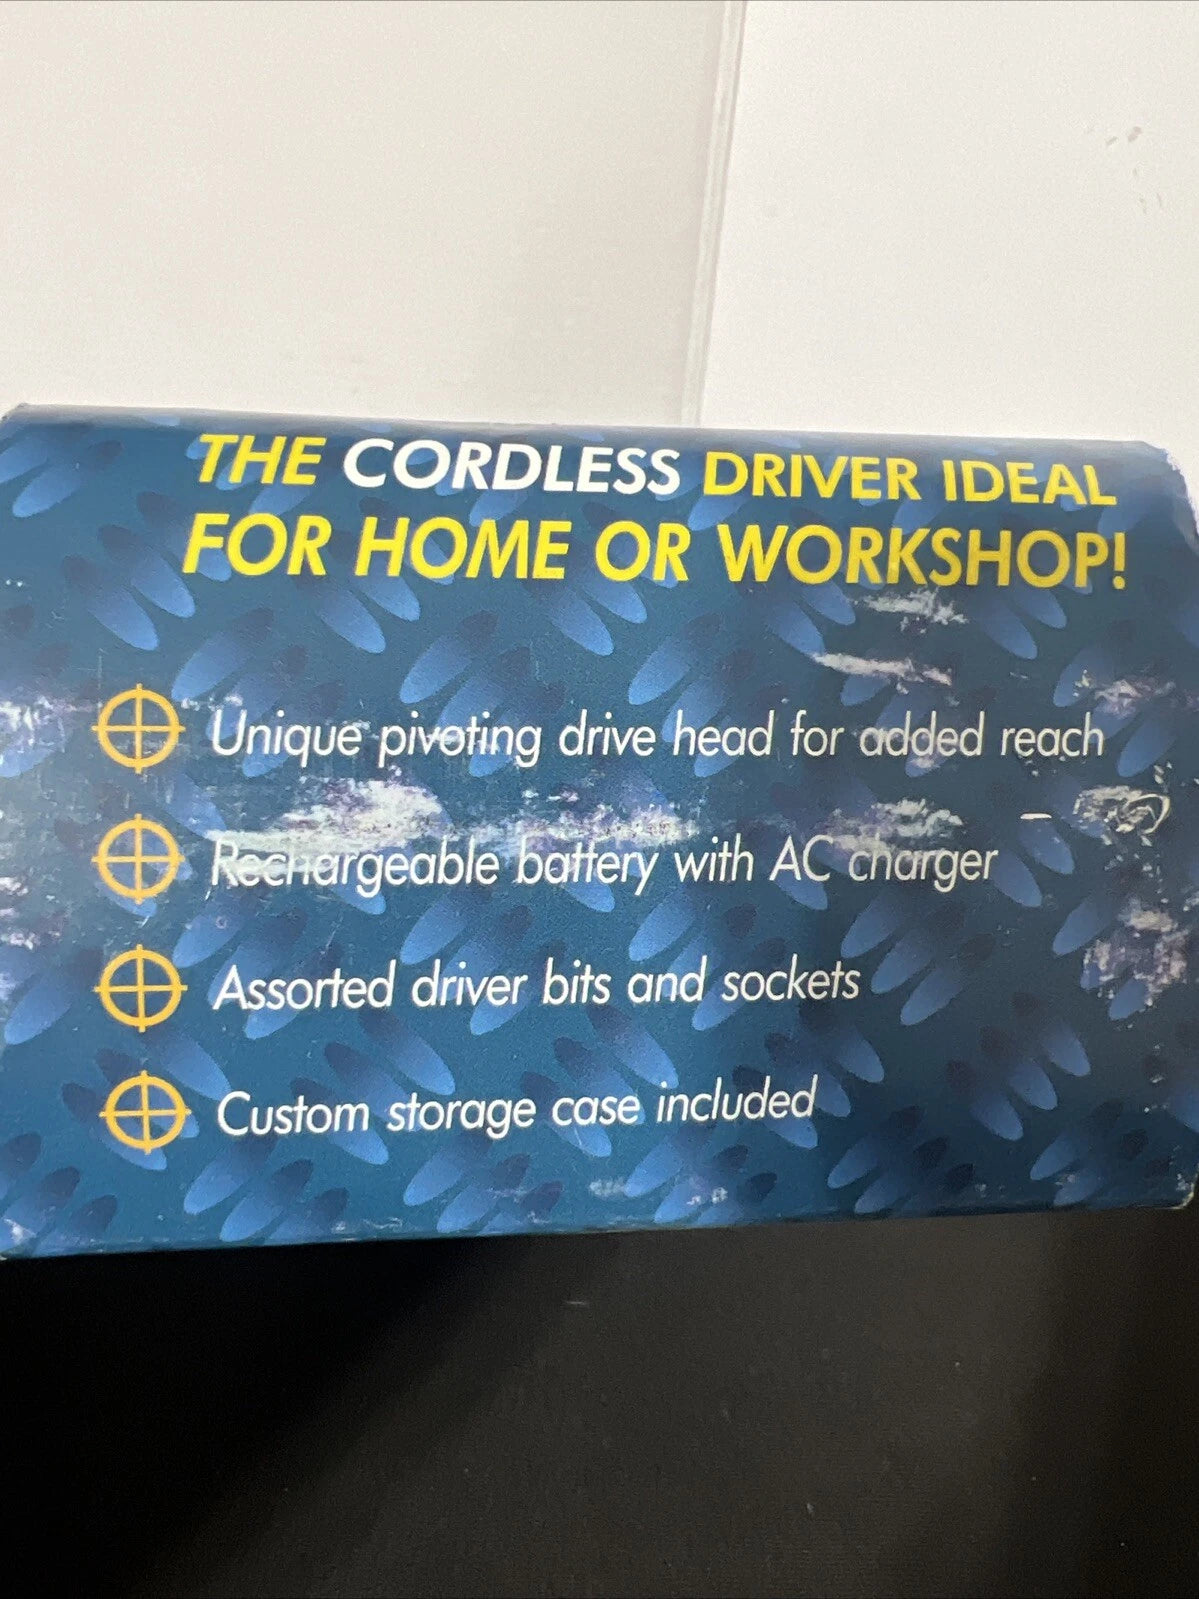 THE CORDLESS DRIVER IDEAL
FOR HOME OR WORKSHOP!
Unique pivoting drive head for added reach
Rechargeable battery with AC charger
Assorted driver bits and sockets
Custom storage case included